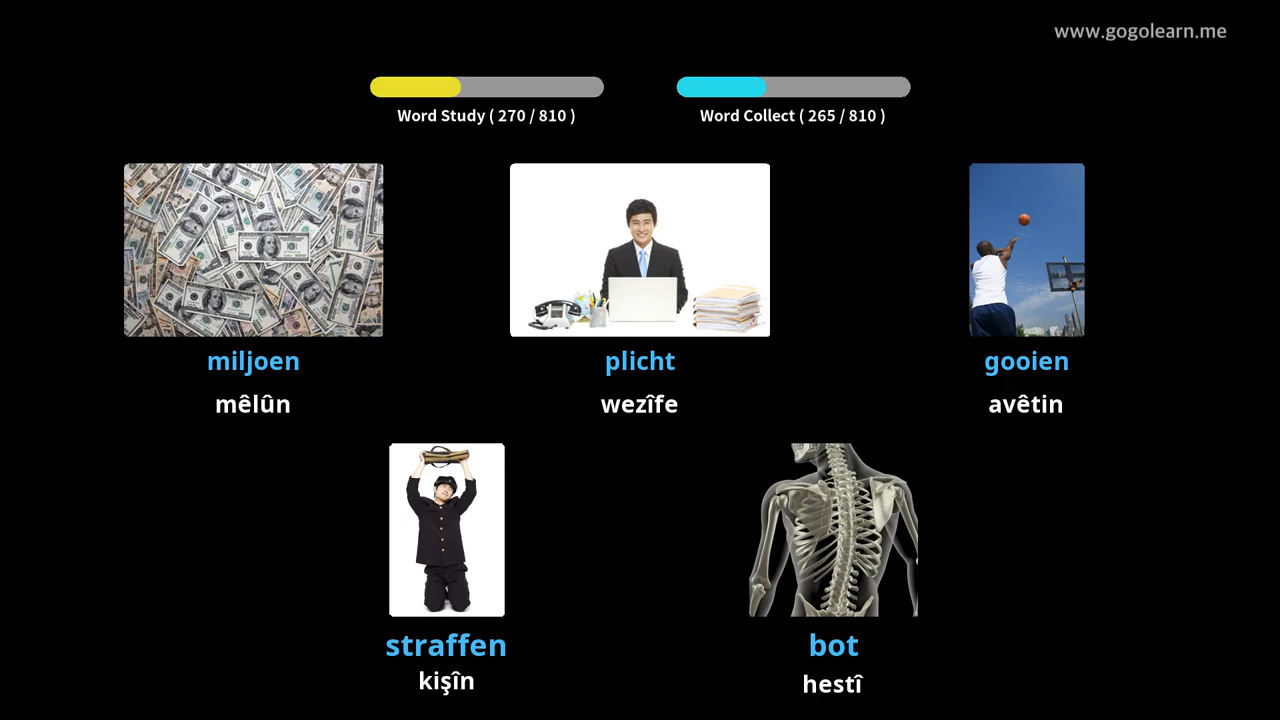 www.gogolearn.me
Word Study ( 270 / 810 )
Word Collect ( 265 / 810 )
miljoen
plicht
gooien
mêlûn
wezîfe
avêtin
straffen
bot
kişîn
hestî